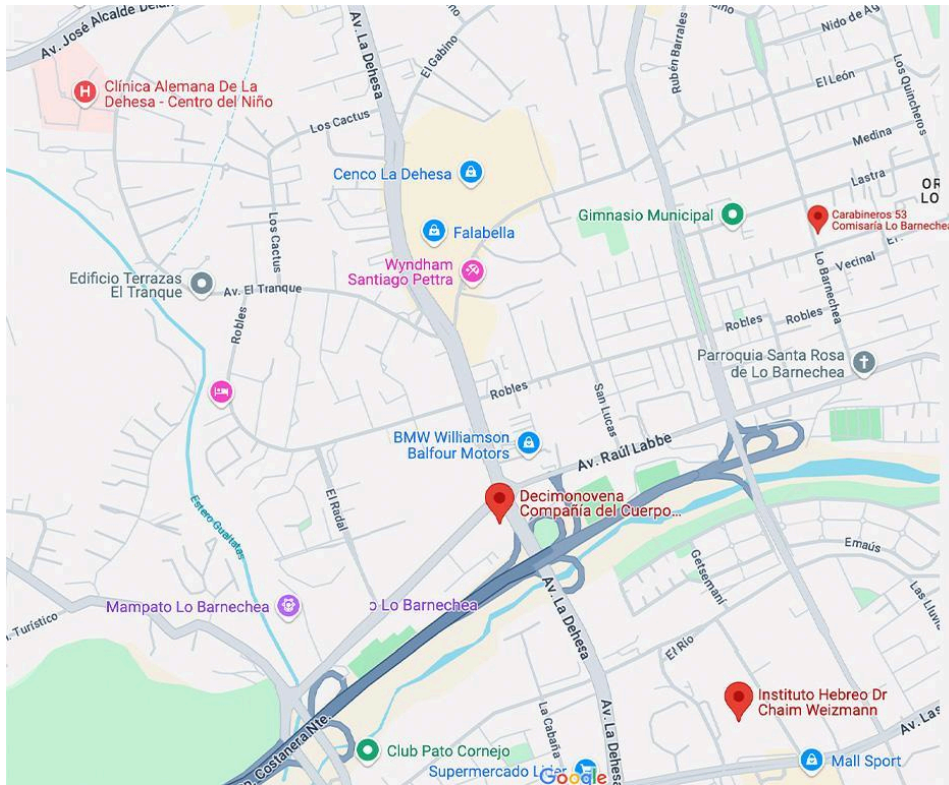 Av. José Alcalde Délan
Clínica Alemana De La
Dehesa - Centro del Niño
Av. La Dehesa
El Gabino
Los Cactus
Cenco La Dehesa
Falabella
Wyndham
Santiago Pettra
Rubén Barrales
Nido de Ág
El León
Los Quincheros
Medina
Lastra
OR
LO
Gimnasio Municipal
Carabineros 53
Comisaría Lo Barnechea
El
Vecinal
Lo Barnechea
Los Cactus
Edificio Terrazas
El Tranque
Av. El Tranque
Robles
Robles
Robles
Robles
Parroquia Santa Rosa
de Lo Barnechea
San Lucas
BMW Williamson
Balfour Motors
Av. Raúl Labbe
Decimonovena
Compañía del Cuerpo...
El Radal
Estero Gualtatas
Emaús
Getsemaní
Las Lluvi
Mampato Lo Barnechea
o Lo Barnechea
. Turístico
Av. La Dehesa
El Río
Instituto Hebreo Dr
Chaim Weizmann
La Cabaña
Av. La Dehesa
Av. Las
Costanera Nte.
Club Pato Cornejo
Supermercado Lider
Google
Mall Sport